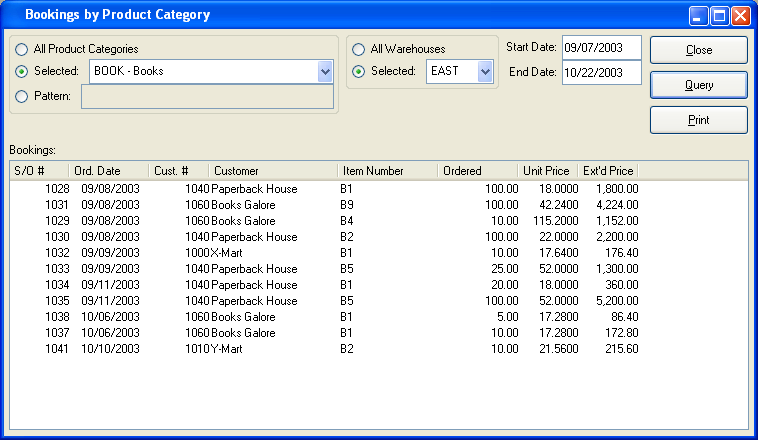 Bookings by Product Category
All Product Categories
Selected: BOOK - Books
Pattern:
All Warehouses
Selected: EAST
Start Date: 09/07/2003
End Date: 10/22/2003
Close
Query
Print
Bookings:
S/O # Ord. Date Cust. # Customer Item Number Ordered Unit Price Ext'd Price
1028 09/08/2003 1040 Paperback House B1 100.00 18.0000 1,800.00
1031 09/08/2003 1060 Books Galore B9 100.00 42.2400 4,224.00
1029 09/08/2003 1060 Books Galore B4 10.00 115.2000 1,152.00
1030 09/08/2003 1040 Paperback House B2 100.00 22.0000 2,200.00
1032 09/09/2003 1000 X-Mart B1 10.00 17.6400 176.40
1033 09/09/2003 1040 Paperback House B5 25.00 52.0000 1,300.00
1034 09/11/2003 1040 Paperback House B1 20.00 18.0000 360.00
1035 09/11/2003 1040 Paperback House B5 100.00 52.0000 5,200.00
1038 10/06/2003 1060 Books Galore B1 5.00 17.2800 86.40
1037 10/06/2003 1060 Books Galore B1 10.00 17.2800 172.80
1041 10/10/2003 1010 Y-Mart B2 10.00 21.5600 215.60